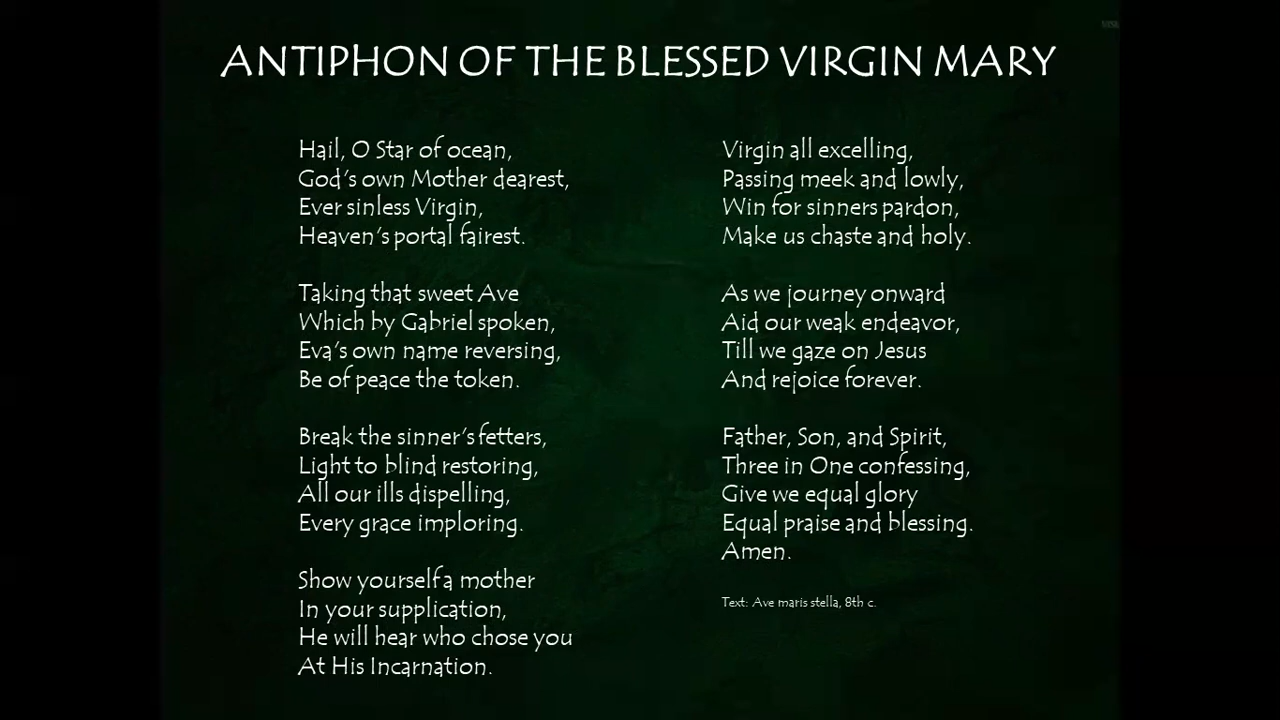 ANTIPHON OF THE BLESSED VIRGIN MARY
Hail, O Star of ocean,
God's own Mother dearest,
Ever sinless Virgin,
Heaven's portal fairest.
Taking that sweet Ave
Which by Gabriel spoken,
Eva's own name reversing,
Be of peace the token.
Break the sinner's fetters,
Light to blind restoring,
All our ills dispelling,
Every grace imploring.
Show yourself a mother
In your supplication,
He will hear who chose you
At His Incarnation.
Virgin all excelling,
Passing meek and lowly,
Win for sinners pardon,
Make us chaste and holy.
As we journey onward
Aid our weak endeavor,
Till we gaze on Jesus
And rejoice forever.
Father, Son, and Spirit,
Three in One confessing,
Give we equal glory
Equal praise and blessing.
Amen.
Text: Ave maris stella, 8th c.